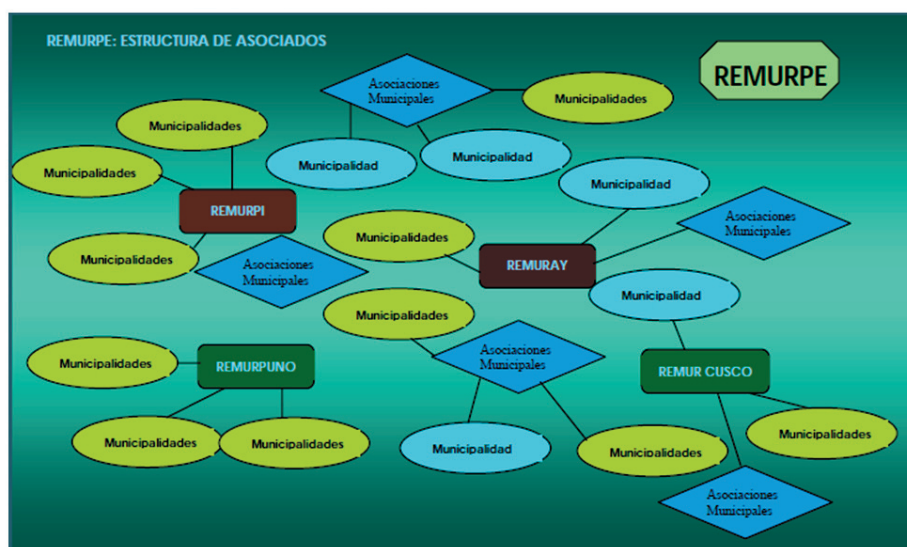 REMURPE: ESTRUCTURA DE ASOCIADOS
REMURPE
Asociaciones
Municipales
Municipalidades
Municipalidades
Municipalidad
Municipalidad
Municipalidades
Municipalidad
REMURPI
Asociaciones
Municipales
Municipalidades
Municipalidades
REMURAY
Asociaciones
Municipales
Municipalidad
Municipalidades
Asociaciones
Municipales
Municipalidades
REMURPUNO
REMUR CUSCO
Municipalidades
Municipalidades
Municipalidades
Municipalidad
Municipalidades
Asociaciones
Municipales